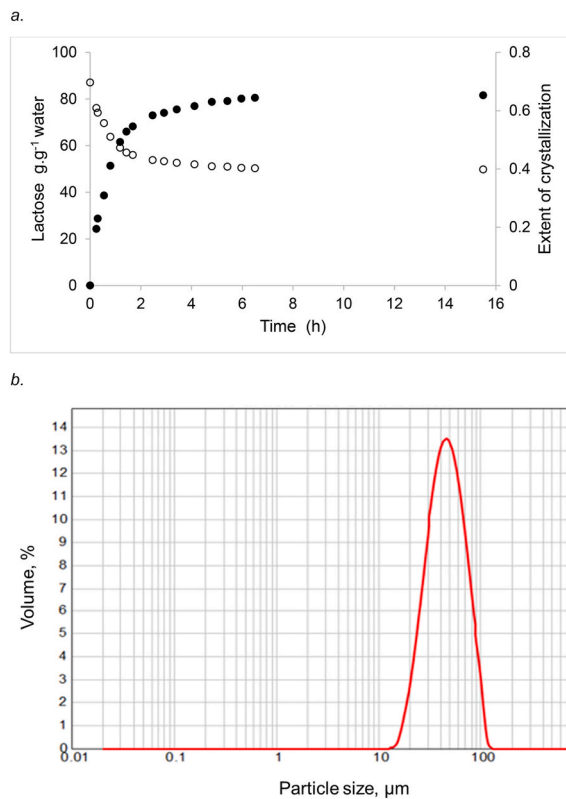 a.
100
80
60
40
20
0
0.8
0.6
0.4
0.2
0
0 2 4 6 8 10 12 14 16
Lactose g.g⁻¹ water
Extent of crystallization
Time (h)
b.
14
13
12
11
10
9
8
7
6
5
4
3
2
1
0
0.01 0.1 1 10 100
Volume, %
Particle size, µm